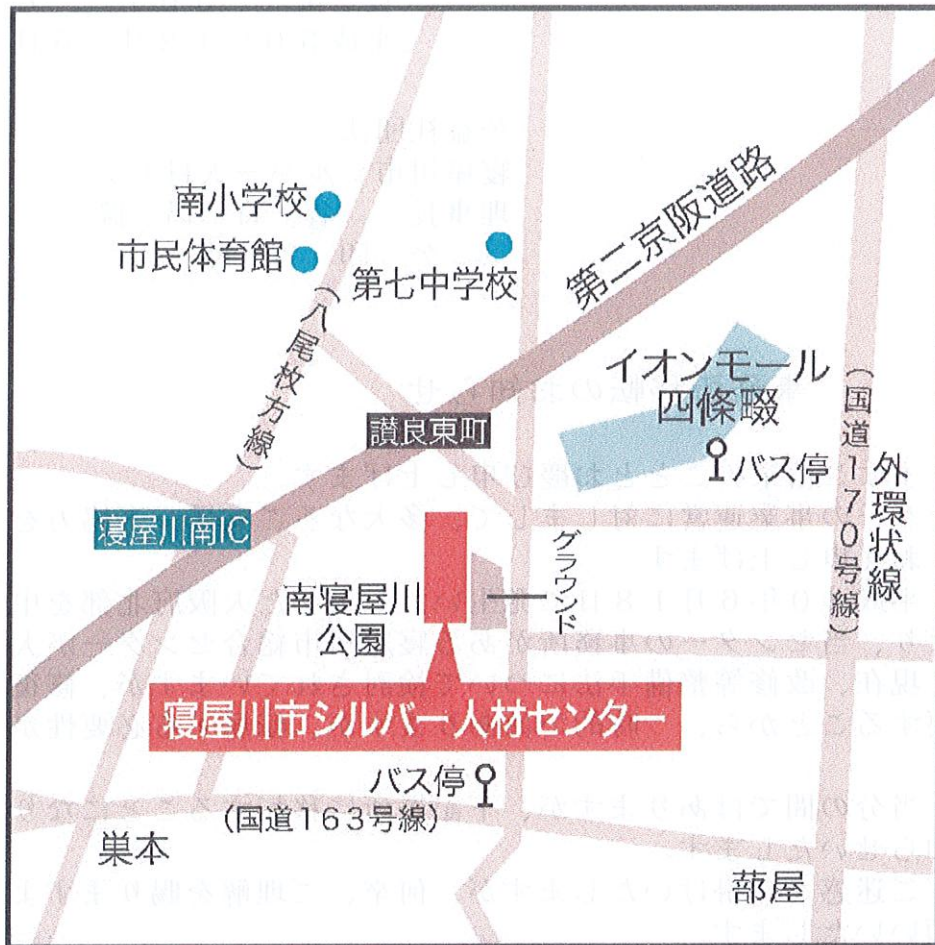 南小学校
市民体育館
第七中学校
第二京阪道路
(八尾枚方線)
イオンモール
四條畷
バス停
(国道170号線)
外環状線
讃良東町
寝屋川南IC
グラウンド
南寝屋川
公園
寝屋川市シルバー人材センター
バス停
(国道163号線)
巣本
蔀屋